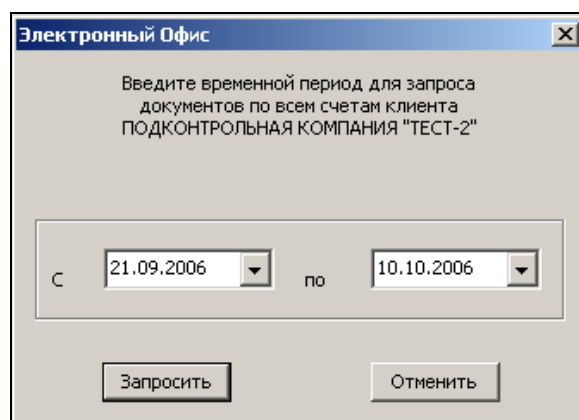 Электронный Офис
Введите временной период для запроса
документов по всем счетам клиента
ПОДКОНТРОЛЬНАЯ КОМПАНИЯ "ТЕСТ-2"
С 21.09.2006 по 10.10.2006
Запросить Отменить